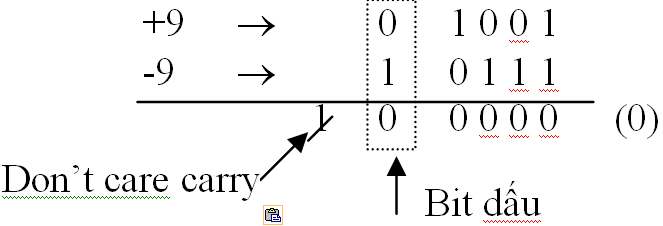 +9 → 0 1 0 0 1
-9 → 1 0 1 1 1
1 0 0 0 0 0 (0)
Don't care carry
Bit dấu